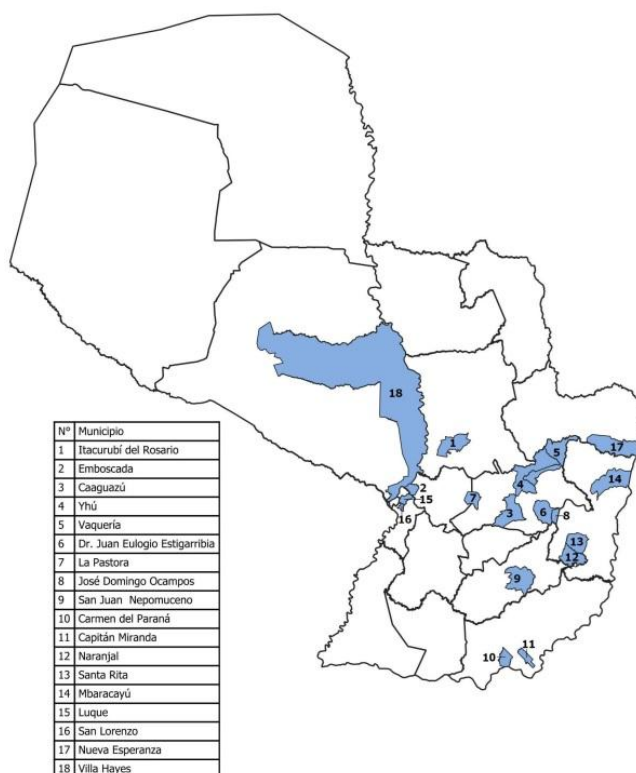 18
1
17
5
4
14
2
15
7
3
6
8
16
13
12
9
10
11
N° Municipio
1 Itacurubí del Rosario
2 Emboscada
3 Caaguazú
4 Yhú
5 Vaquería
6 Dr. Juan Eulogio Estigarribia
7 La Pastora
8 José Domingo Ocampos
9 San Juan Nepomuceno
10 Carmen del Paraná
11 Capitán Miranda
12 Naranjal
13 Santa Rita
14 Mbaracayú
15 Luque
16 San Lorenzo
17 Nueva Esperanza
18 Villa Hayes